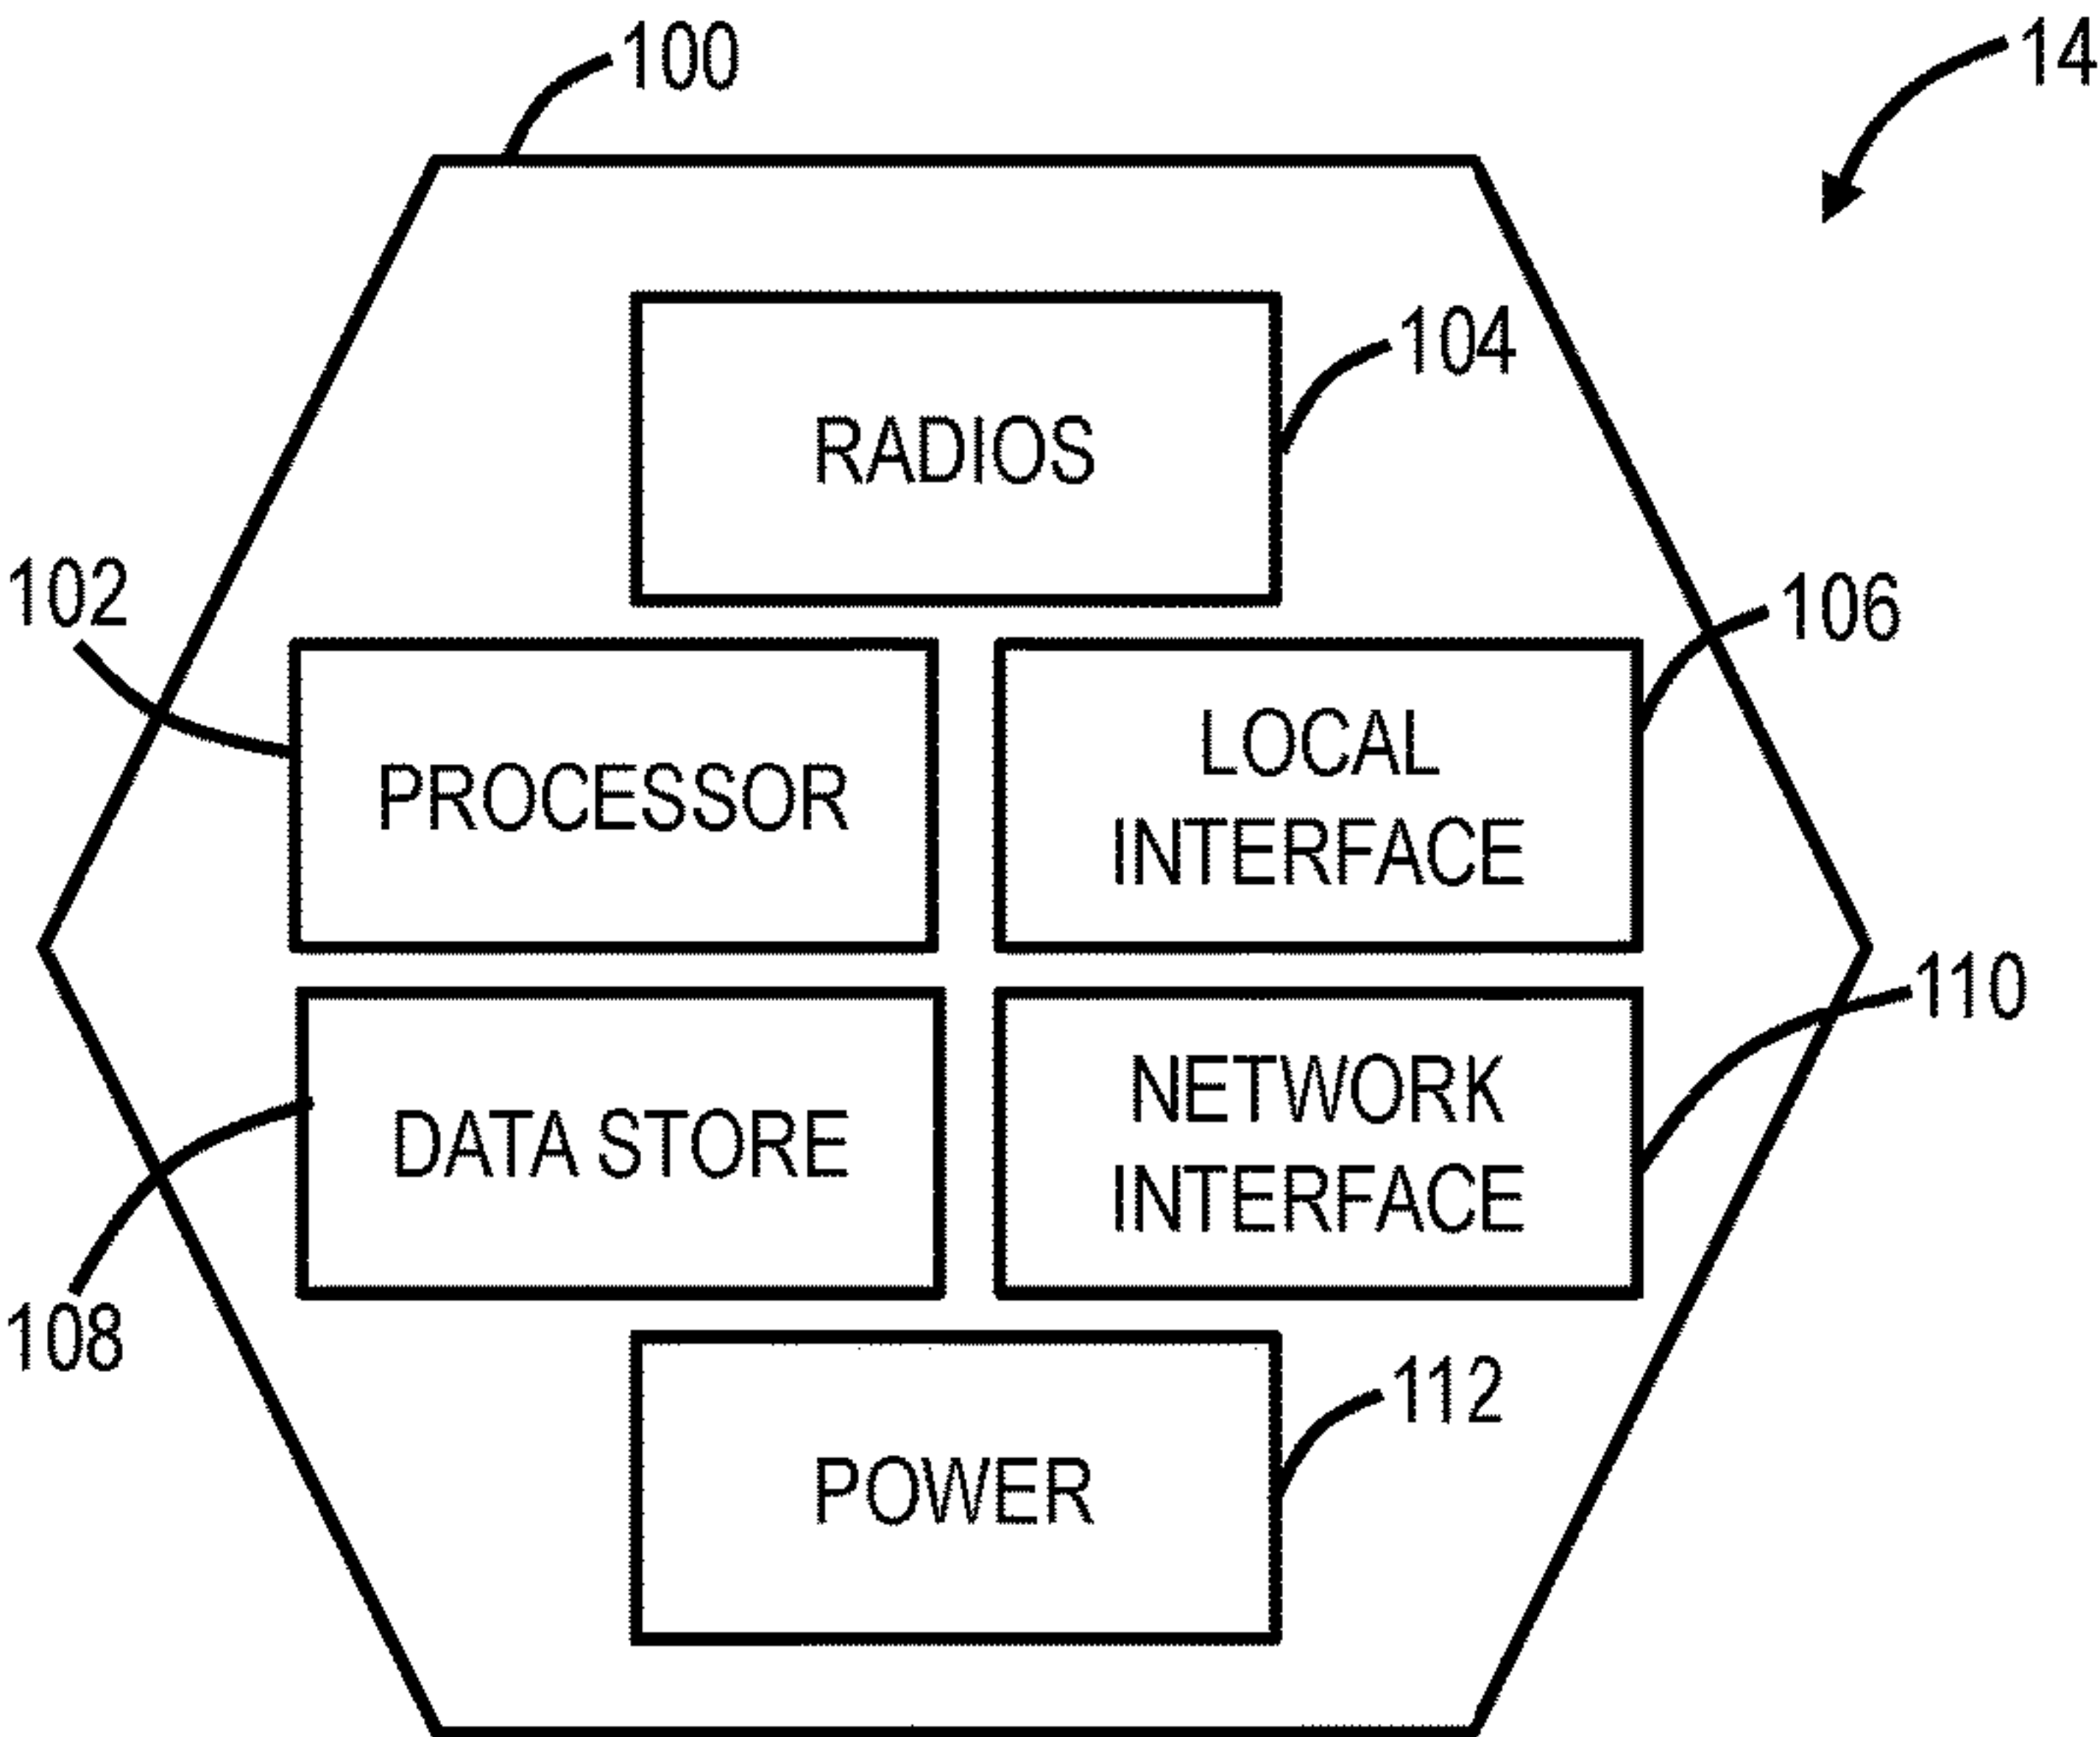 100
14
RADIOS
104
102
106
PROCESSOR
LOCAL
INTERFACE
110
DATA STORE
NETWORK
INTERFACE
108
POWER
112